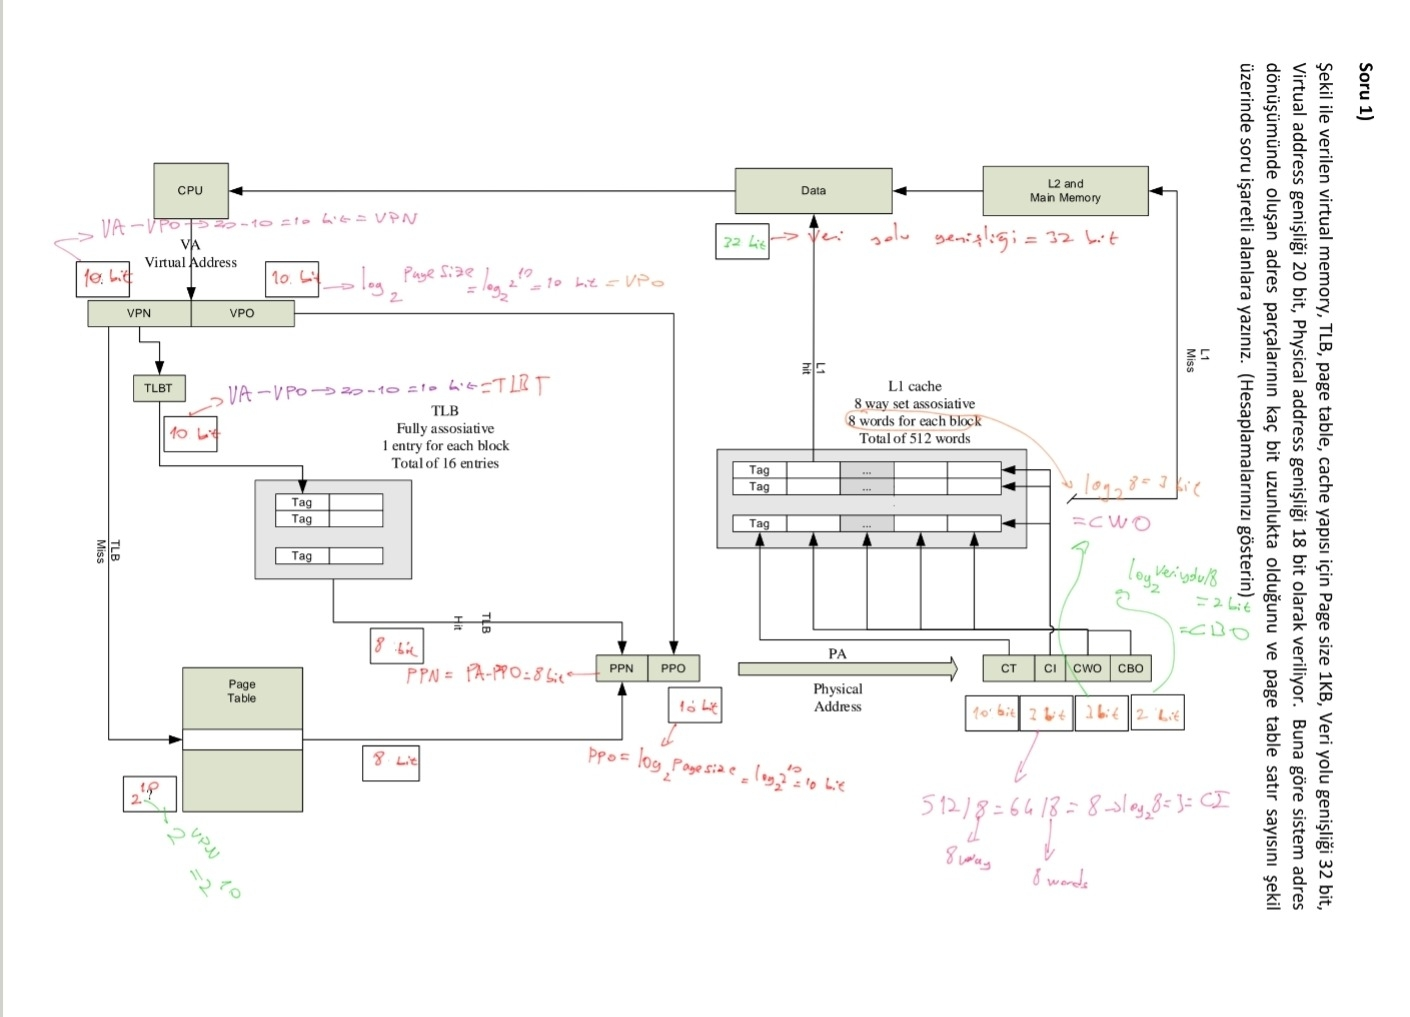 Soru 1)
Şekil ile verilen virtual memory, TLB, page table, cache yapısı için Page size 1KB, Veri yolu genişliği 32 bit,
Virtual address genişliği 20 bit, Physical address genişliği 18 bit olarak veriliyor. Buna göre sistem adres
dönüşümünde oluşan adres parçalarının kaç bit uzunlukta olduğunu ve page table satır sayısını şekil
üzerinde soru işaretli alanlara yazınız. (Hesaplamalarınızı gösterin)
CPU
Data
L2 and
Main Memory
VA-VPO→20-10=10 bit=VPN
VA
Virtual Address
32 bit → Veri yolu genişliği = 32 bit
10 bit
10 bit
→ log2 Page Size = log2 2^10 = 10 bit = VPO
VPN
VPO
L1
Miss
L1
hit
TLBT
VA-VPO→20-10=10 bit=TLBT
10 bit
TLB
Fully assosiative
1 entry for each block
Total of 16 entries
L1 cache
8 way set assosiative
8 words for each block
Total of 512 words
Tag
Tag
Tag
Tag ...
Tag ...
Tag ...
log2 8=3 bit
=CWO
log2 Veriyolu/8
=2 bit
=CBO
TLB
Miss
TLB
Hit
8 bit
PPN = PA-PPO=8bit
PPN
PPO
PA
Physical
Address
CT
CI
CWO
CBO
10 bit
3 bit
3 bit
2 bit
10 bit
Page
Table
8 bit
PPO = log2 Page size = log2 2^10 = 10 bit
2^10
?
2^VPN
=2^10
512/8=64/8=8→log2 8=3=CI
8 way
8 words